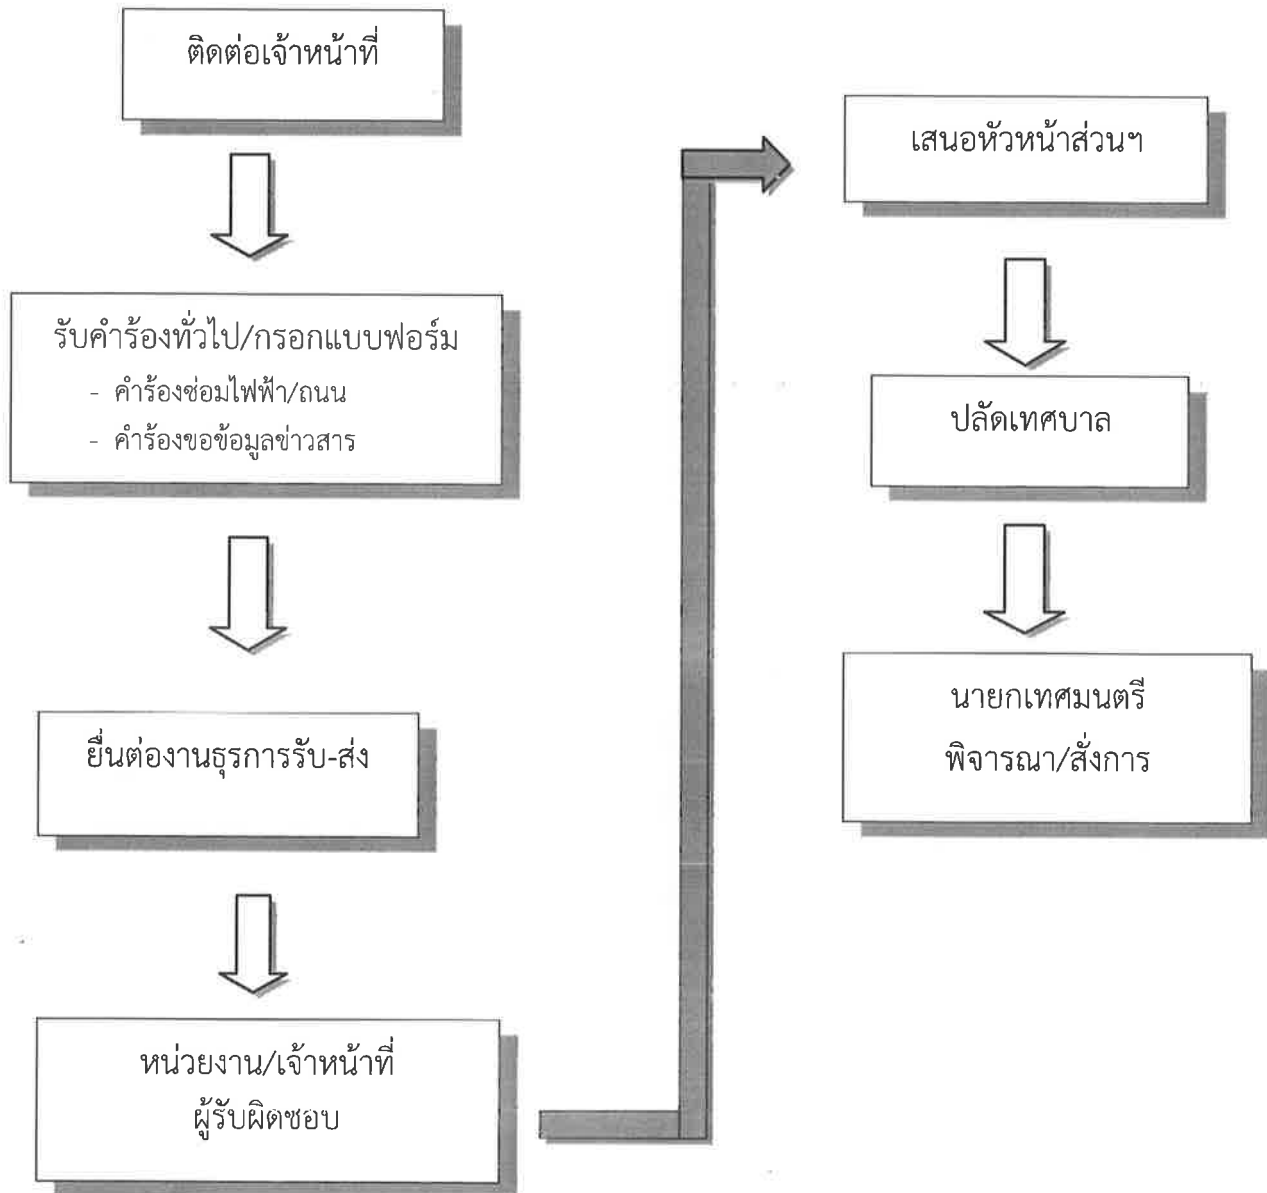 ติดต่อเจ้าหน้าที่
รับคำร้องทั่วไป/กรอกแบบฟอร์ม
- คำร้องซ่อมไฟฟ้า/ถนน
- คำร้องขอข้อมูลข่าวสาร
ยื่นต่องานธุรการรับ-ส่ง
หน่วยงาน/เจ้าหน้าที่
ผู้รับผิดชอบ
เสนอหัวหน้าส่วนฯ
ปลัดเทศบาล
นายกเทศมนตรี
พิจารณา/สั่งการ